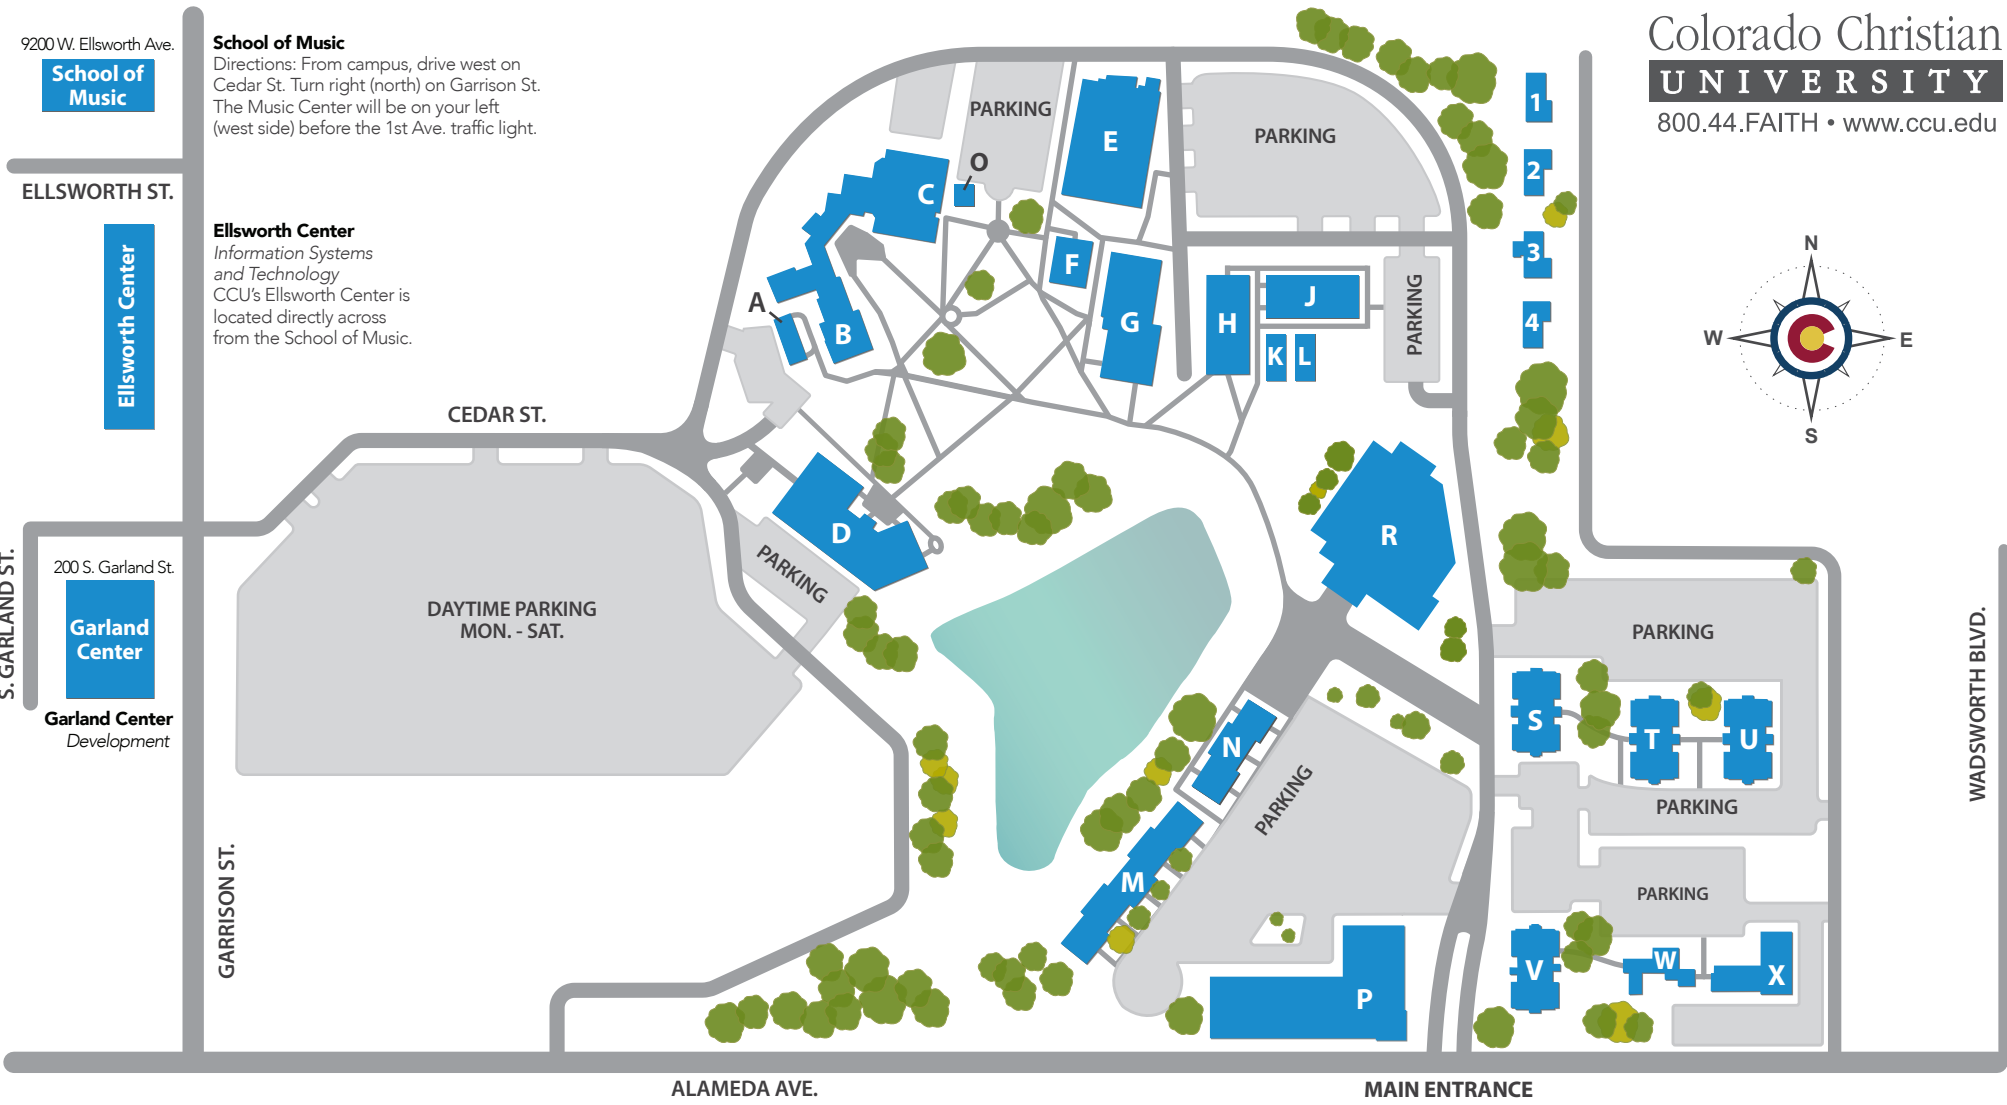 9200 W. Ellsworth Ave.
School of
Music
School of Music
Directions: From campus, drive west on
Cedar St. Turn right (north) on Garrison St.
The Music Center will be on your left
(west side) before the 1st Ave. traffic light.
Colorado Christian
UNIVERSITY
800.44.FAITH • www.ccu.edu
ELLSWORTH ST.
Ellsworth Center
Ellsworth Center
Information Systems
and Technology
CCU's Ellsworth Center is
located directly across
from the School of Music.
PARKING
E
PARKING
O
C
1
2
3
4
N
W
E
S
A
B
F
G
H
J
K
L
PARKING
CEDAR ST.
D
PARKING
R
S. GARLAND ST.
200 S. Garland St.
Garland
Center
Garland Center
Development
DAYTIME PARKING
MON. - SAT.
PARKING
WADSWORTH BLVD.
S
T
U
N
PARKING
PARKING
M
PARKING
GARRISON ST.
P
V
W
X
ALAMEDA AVE.
MAIN ENTRANCE